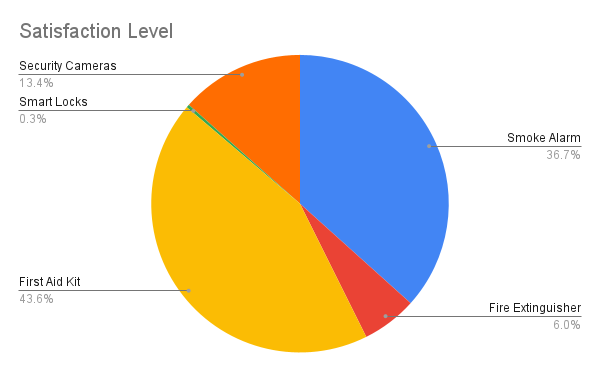 Satisfaction Level
Security Cameras
13.4%
Smart Locks
0.3%
Smoke Alarm
36.7%
First Aid Kit
43.6%
Fire Extinguisher
6.0%